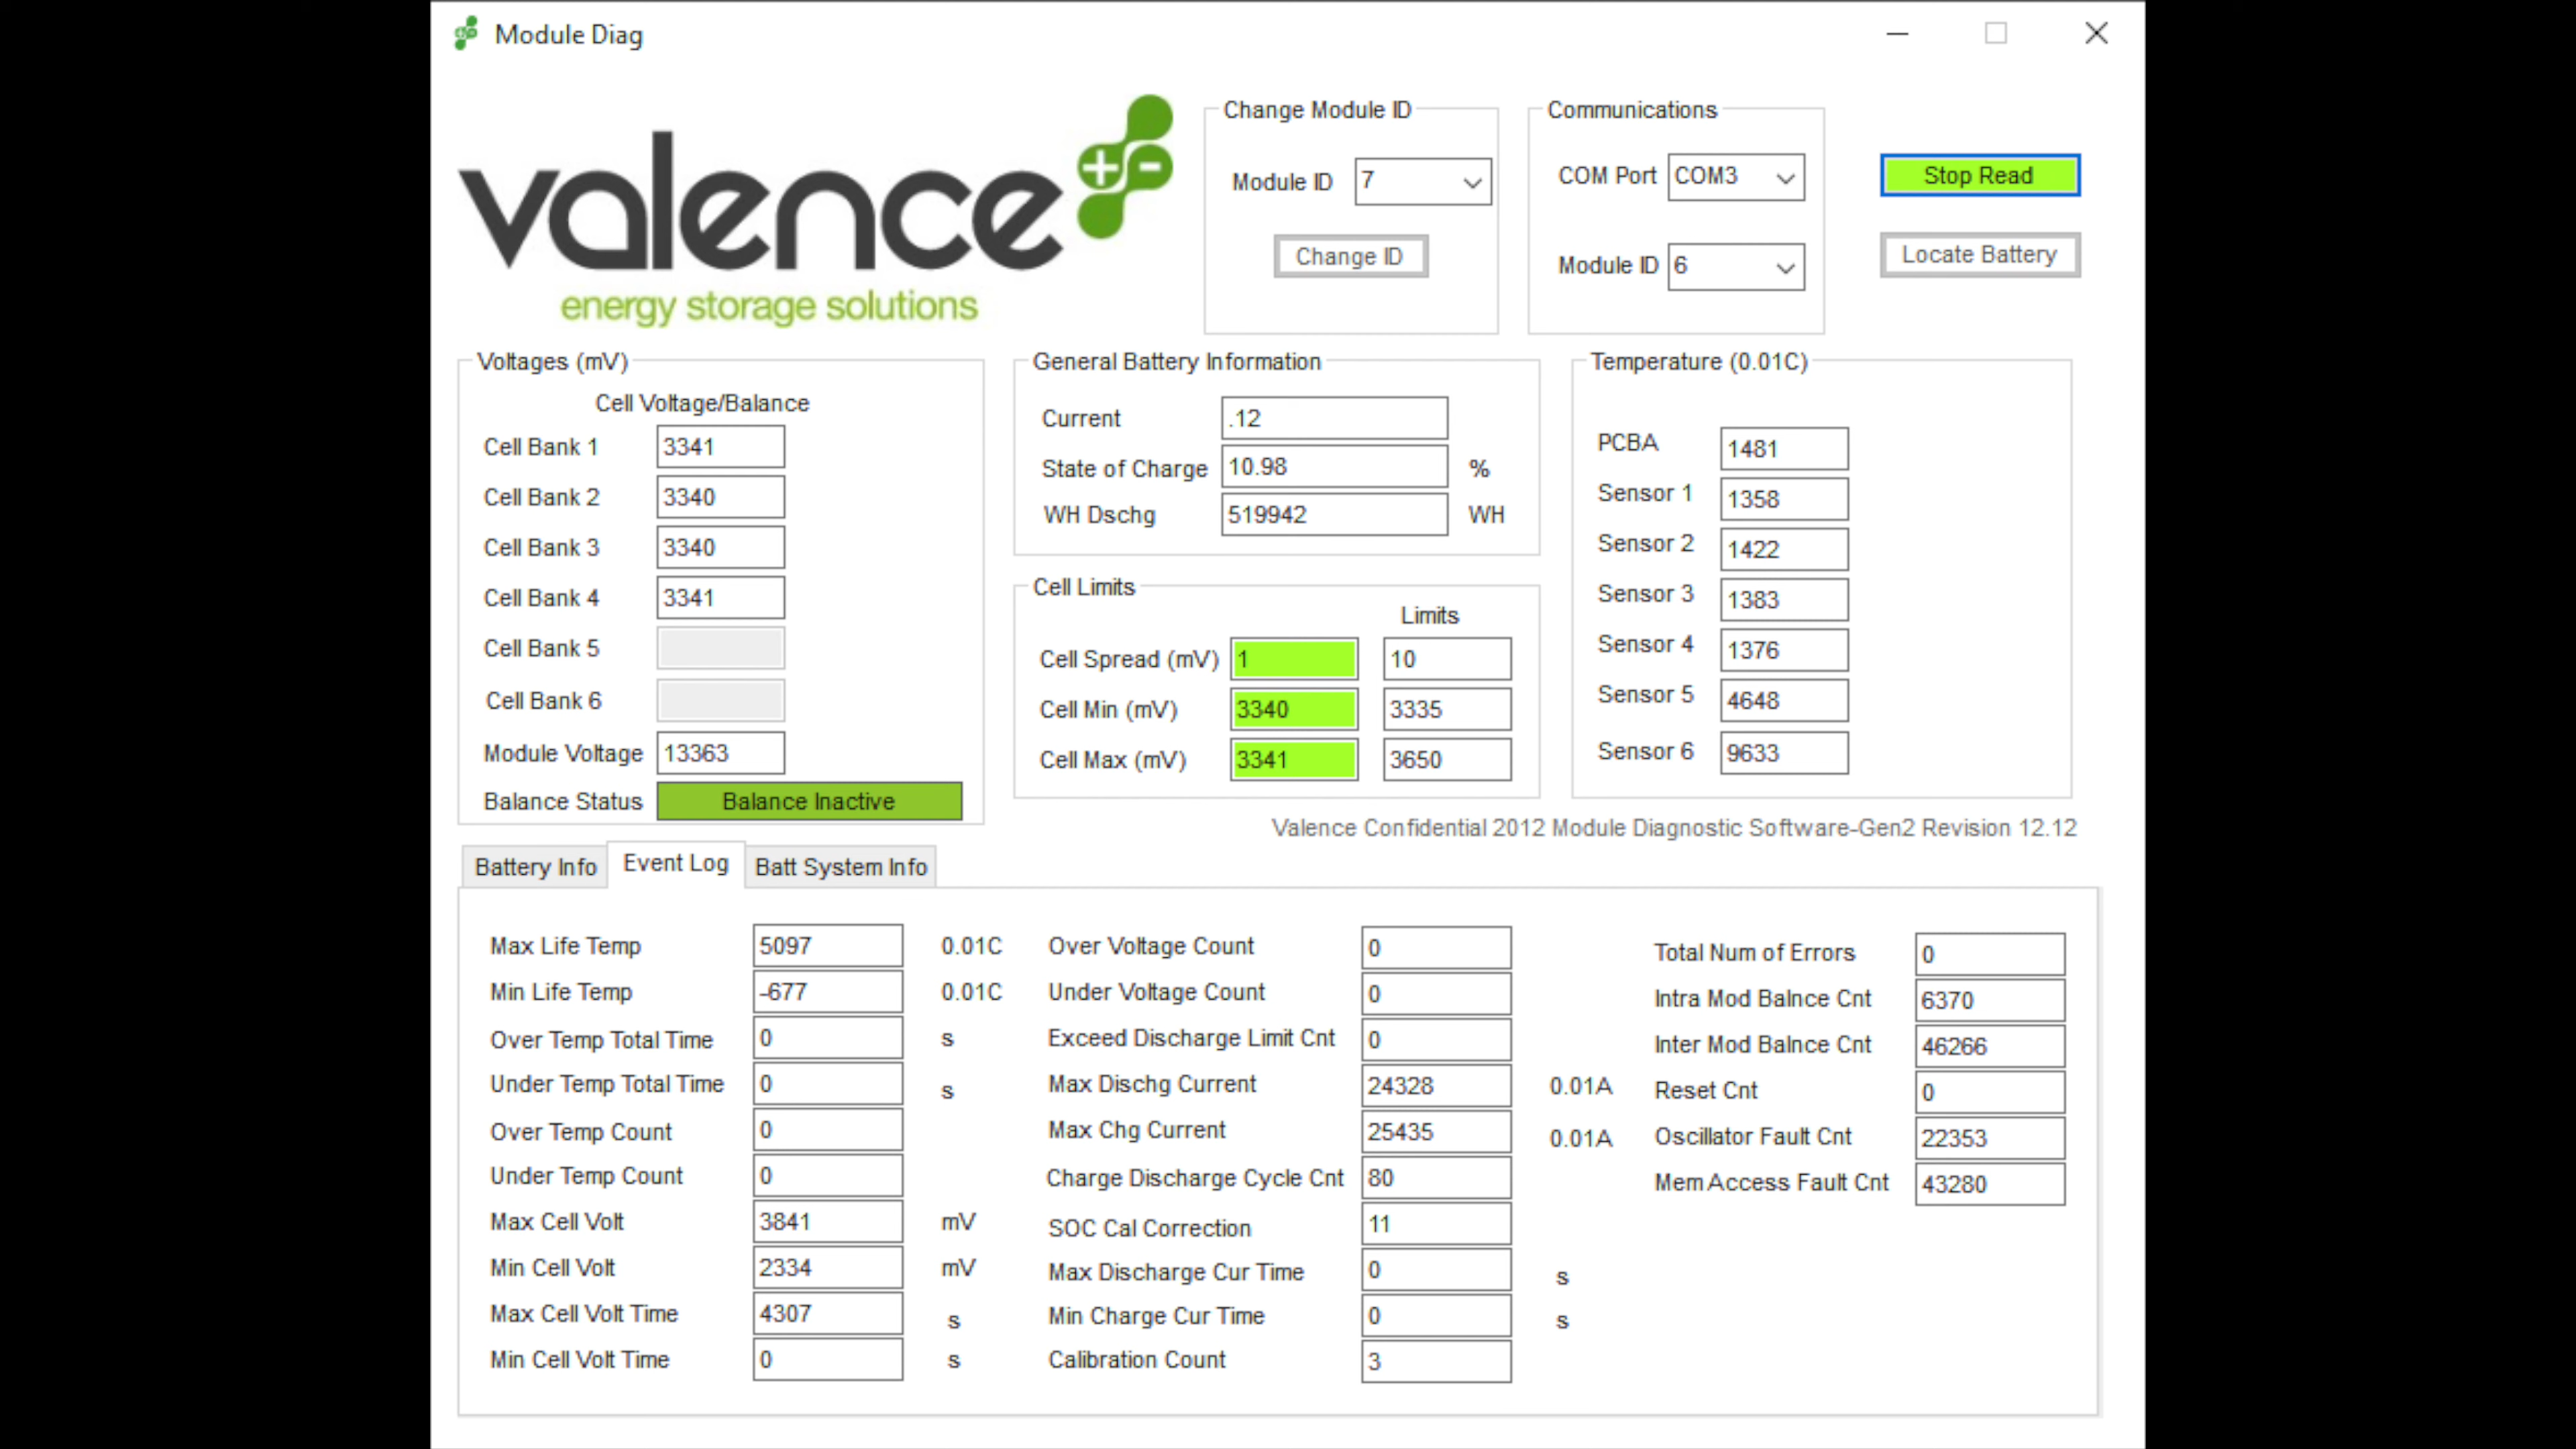 Module Diag
valence
energy storage solutions
Change Module ID
Module ID 7
Change ID
Communications
COM Port COM3
Module ID 6
Stop Read
Locate Battery
Voltages (mV)
Cell Voltage/Balance
Cell Bank 1 3341
Cell Bank 2 3340
Cell Bank 3 3340
Cell Bank 4 3341
Cell Bank 5
Cell Bank 6
Module Voltage 13363
Balance Status Balance Inactive
General Battery Information
Current .12
State of Charge 10.98 %
WH Dschg 519942 WH
Cell Limits
Limits
Cell Spread (mV) 1 10
Cell Min (mV) 3340 3335
Cell Max (mV) 3341 3650
Temperature (0.01C)
PCBA 1481
Sensor 1 1358
Sensor 2 1422
Sensor 3 1383
Sensor 4 1376
Sensor 5 4648
Sensor 6 9633
Valence Confidential 2012 Module Diagnostic Software-Gen2 Revision 12.12
Battery Info Event Log Batt System Info
Max Life Temp 5097 0.01C
Min Life Temp -677 0.01C
Over Temp Total Time 0 s
Under Temp Total Time 0 s
Over Temp Count 0
Under Temp Count 0
Max Cell Volt 3841 mV
Min Cell Volt 2334 mV
Max Cell Volt Time 4307 s
Min Cell Volt Time 0 s
Over Voltage Count 0
Under Voltage Count 0
Exceed Discharge Limit Cnt 0
Max Dischg Current 24328 0.01A
Max Chg Current 25435 0.01A
Charge Discharge Cycle Cnt 80
SOC Cal Correction 11
Max Discharge Cur Time 0 s
Min Charge Cur Time 0 s
Calibration Count 3
Total Num of Errors 0
Intra Mod Balnce Cnt 6370
Inter Mod Balnce Cnt 46266
Reset Cnt 0
Oscillator Fault Cnt 22353
Mem Access Fault Cnt 43280